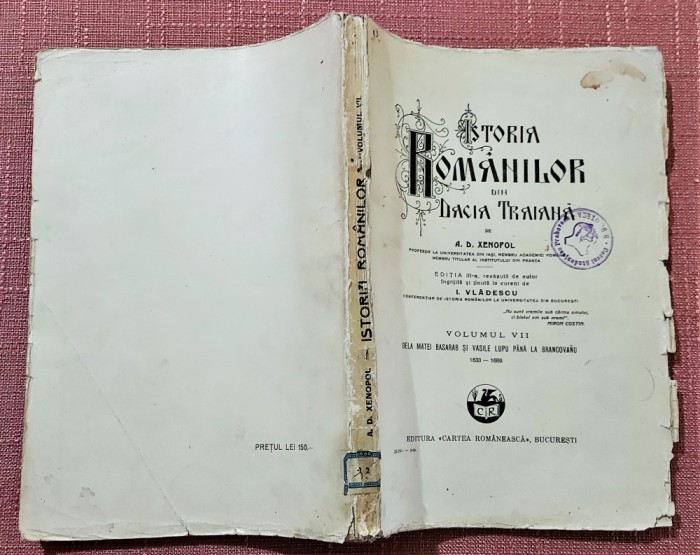 ISTORIA
ROMÂNILOR
DIN
DACIA TRAIANĂ
DE
A. D. XENOPOL
PROFESOR LA UNIVERSITATEA DIN IAȘI, MEMBRU ACADEMIEI ROMÂNE
MEMBRU TITULAR AL INSTITUTULUI DIN FRANȚA
EDIȚIA III-a, revăzută de autor
îngrijită și ținută la curent de
I. VLĂDESCU
CONFERENȚIAR DE ISTORIA ROMÂNILOR LA UNIVERSITATEA DIN BUCUREȘTI
„Nu sunt vremile sub cârma omului,
ci bietul om sub vremi".
MIRON COSTIN.
VOLUMUL VII
DELA MATEI BASARAB ȘI VASILE LUPU PÂNĂ LA BRANCOVANU
1633 — 1689
CR
EDITURA «CARTEA ROMÂNEASCĂ», BUCUREȘTI
A. D. XENOPOL — ISTORIA ROMÂNILOR — VOLUMUL VII.
PREȚUL LEI 150.—